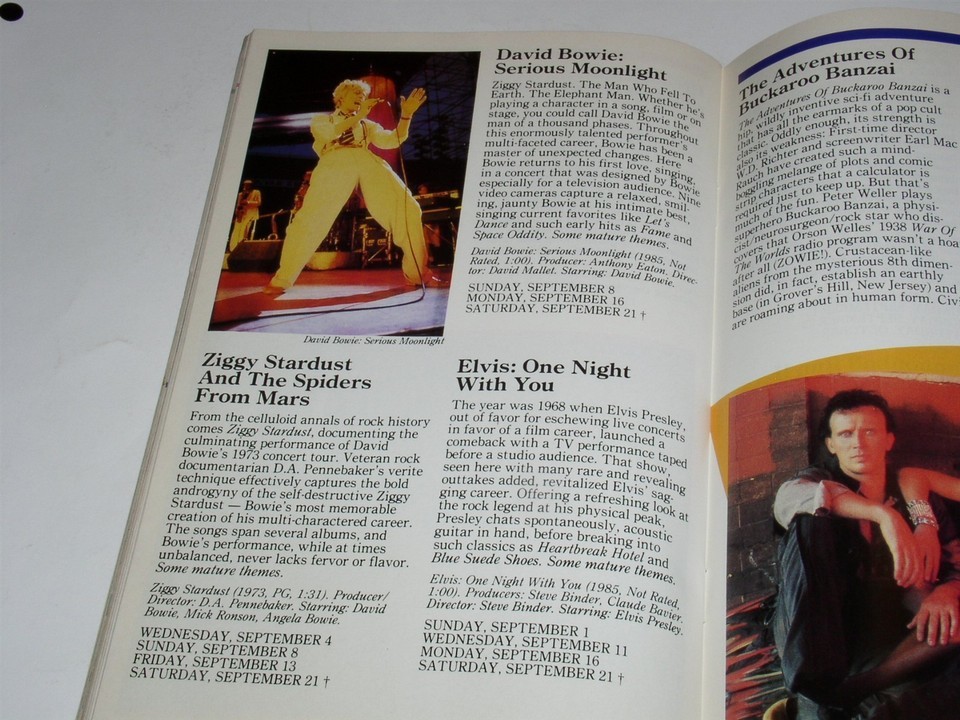 David Bowie:
Serious Moonlight
Ziggy Stardust. The Man Who Fell To
Earth. The Elephant Man. Whether he's
playing a character in a song, film or on
stage, you could call David Bowie the
man of a thousand phases. Throughout
this enormously talented performer's
multi-faceted career, Bowie has been a
master of unexpected changes. Here
Bowie returns to his first love, singing,
in a concert that was designed by Bowie
especially for a television audience. Nine
video cameras capture a relaxed, smil-
ing, jaunty Bowie at his intimate best,
singing current favorites like Let's
Dance and such early hits as Fame and
Space Oddity. Some mature themes.
David Bowie: Serious Moonlight (1985, Not
Rated, 1:00). Producer: Anthony Eaton. Direc-
tor: David Mallet. Starring: David Bowie.
SUNDAY, SEPTEMBER 8
MONDAY, SEPTEMBER 16
SATURDAY, SEPTEMBER 21 †
David Bowie: Serious Moonlight
Ziggy Stardust
And The Spiders
From Mars
From the celluloid annals of rock history
comes Ziggy Stardust, documenting the
culminating performance of David
Bowie's 1973 concert tour. Veteran rock
documentarian D.A. Pennebaker's verite
technique effectively captures the bold
androgyny of the self-destructive Ziggy
Stardust — Bowie's most memorable
creation of his multi-charactered career.
The songs span several albums, and
Bowie's performance, while at times
unbalanced, never lacks fervor or flavor.
Some mature themes.
Ziggy Stardust (1973, PG, 1:31). Producer/
Director: D.A. Pennebaker. Starring: David
Bowie, Mick Ronson, Angela Bowie.
WEDNESDAY, SEPTEMBER 4
SUNDAY, SEPTEMBER 8
FRIDAY, SEPTEMBER 13
SATURDAY, SEPTEMBER 21 †
Elvis: One Night
With You
The year was 1968 when Elvis Presley,
out of favor for eschewing live concerts
in favor of a film career, launched a
comeback with a TV performance taped
before a studio audience. That show,
seen here with many rare and revealing
outtakes added, revitalized Elvis' sag-
ging career. Offering a refreshing look at
the rock legend at his physical peak,
Presley chats spontaneously, acoustic
guitar in hand, before breaking into
such classics as Heartbreak Hotel and
Blue Suede Shoes. Some mature themes.
Elvis: One Night With You (1985, Not Rated,
1:00). Producers: Steve Binder, Claude Bavier.
Director: Steve Binder. Starring: Elvis Presley.
SUNDAY, SEPTEMBER 1
WEDNESDAY, SEPTEMBER 11
MONDAY, SEPTEMBER 16
SATURDAY, SEPTEMBER 21 †
The Adventures Of
Buckaroo Banzai
The Adventures Of Buckaroo Banzai is a
hip, wildly inventive sci-fi adventure
that has all the earmarks of a pop cult
classic. Oddly enough, its strength is
also its weakness: First-time director
W.D. Richter and screenwriter Earl Mac
Rauch have created such a mind-
boggling melange of plots and comic
strip characters that a calculator is
required just to keep up. But that's
much of the fun. Peter Weller plays
superhero Buckaroo Banzai, a physi-
cist/neurosurgeon/rock star who dis-
covers that Orson Welles' 1938 War Of
The Worlds radio program wasn't a hoa
after all (ZOWIE!). Crustacean-like
aliens from the mysterious 8th dimen-
sion did, in fact, establish an earthly
base (in Grover's Hill, New Jersey) and
are roaming about in human form. Civi